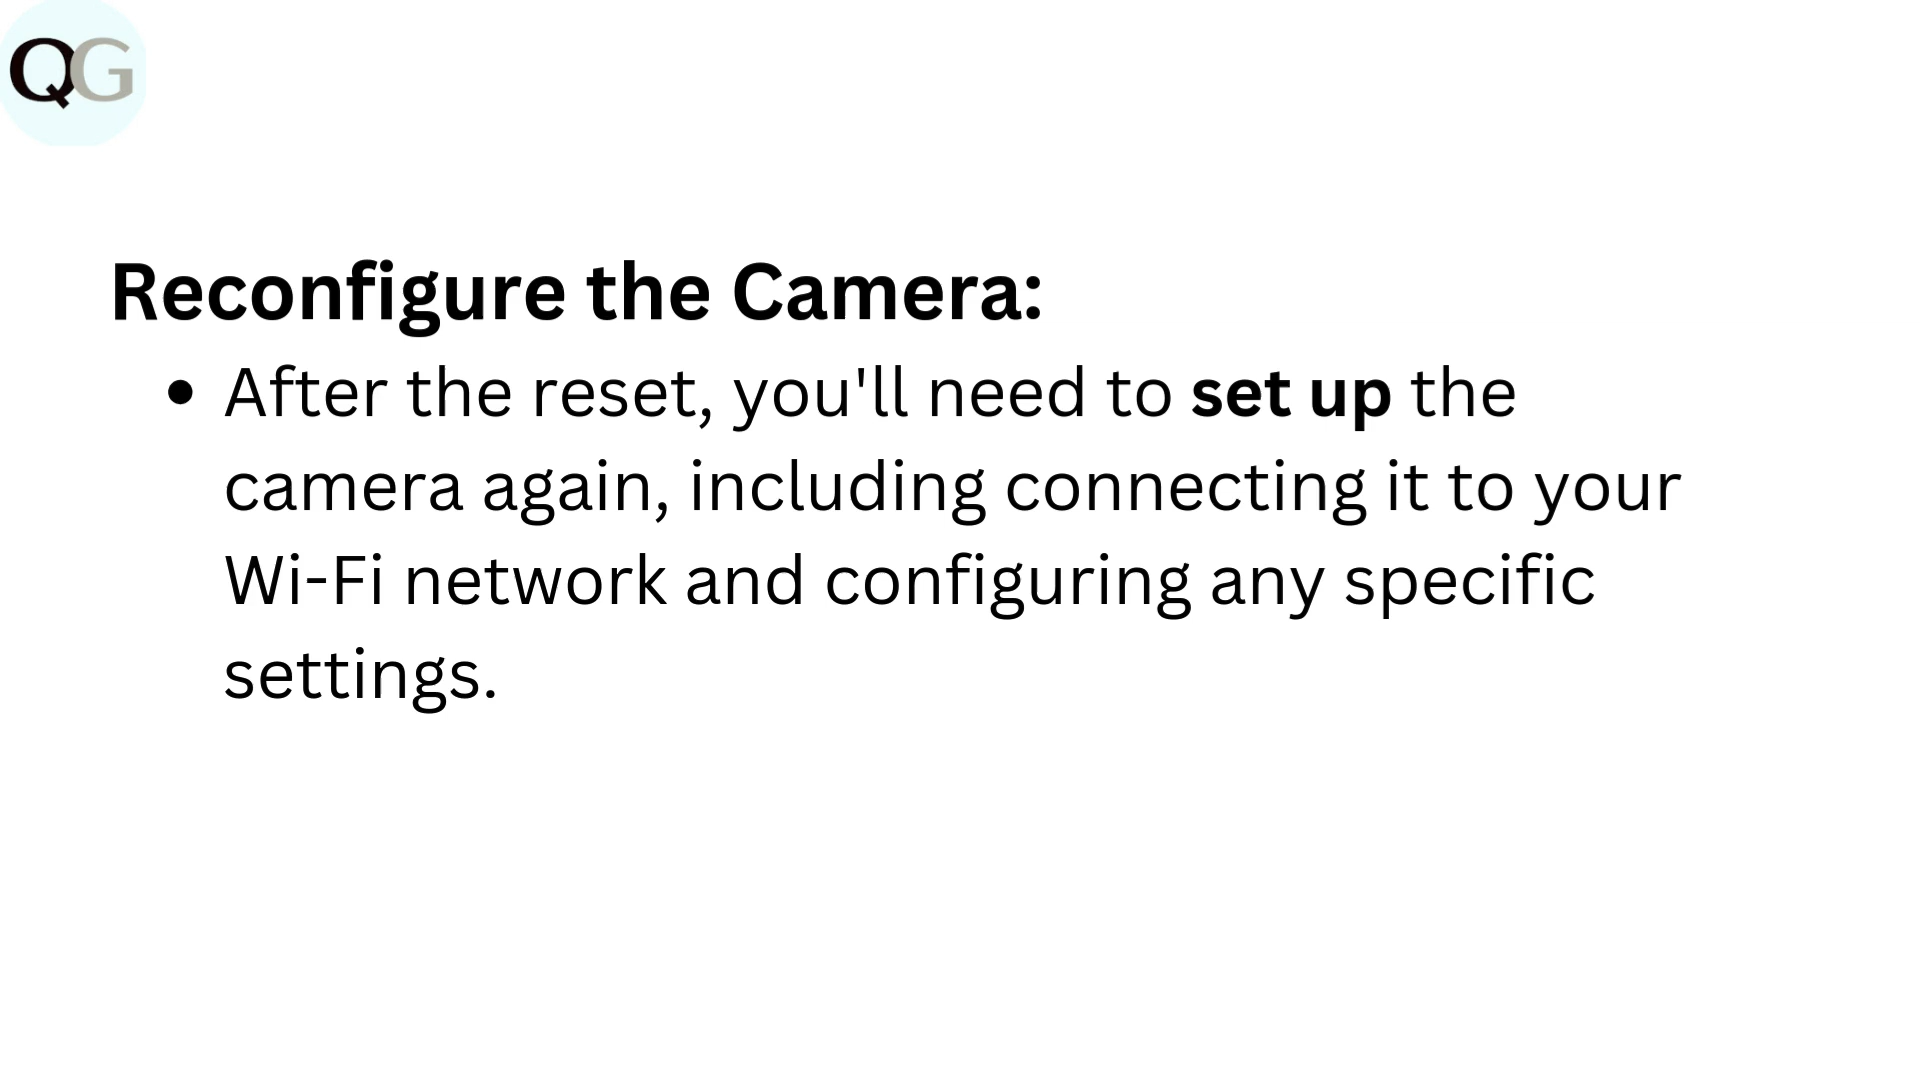 QG
Reconfigure the Camera:
• After the reset, you'll need to set up the
camera again, including connecting it to your
Wi-Fi network and configuring any specific
settings.